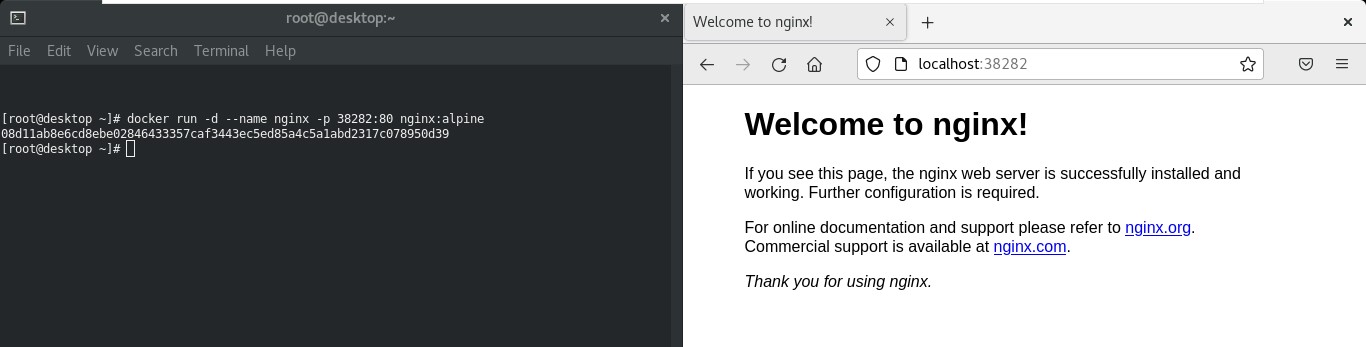 root@desktop:~
File Edit View Search Terminal Help
[root@desktop ~]# docker run -d --name nginx -p 38282:80 nginx:alpine
08d11ab8e6cd8ebe02846433357caf3443ec5ed85a4c5a1abd2317c078950d39
[root@desktop ~]#
Welcome to nginx!
localhost:38282
Welcome to nginx!
If you see this page, the nginx web server is successfully installed and
working. Further configuration is required.
For online documentation and support please refer to nginx.org.
Commercial support is available at nginx.com.
Thank you for using nginx.